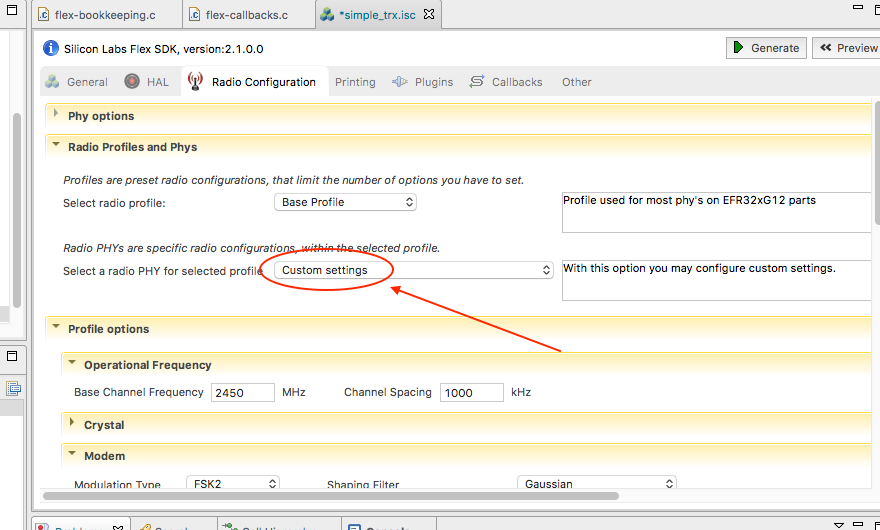 flex-bookkeeping.c flex-callbacks.c *simple_trx.isc
Silicon Labs Flex SDK, version:2.1.0.0 Generate Preview
General HAL Radio Configuration Printing Plugins Callbacks Other
Phy options
Radio Profiles and Phys
Profiles are preset radio configurations, that limit the number of options you have to set.
Select radio profile: Base Profile Profile used for most phy's on EFR32xG12 parts
Radio PHYs are specific radio configurations, within the selected profile.
Select a radio PHY for selected profile Custom settings With this option you may configure custom settings.
Profile options
Operational Frequency
Base Channel Frequency 2450 MHz Channel Spacing 1000 kHz
Crystal
Modem
Modulation Type FSK2 Shaping Filter Gaussian